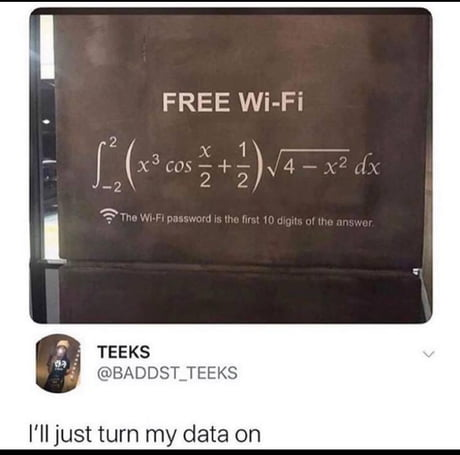 FREE Wi-Fi
∫₋₂² (x³ cos x/2 + 1/2) √4 − x² dx
The Wi-Fi password is the first 10 digits of the answer.
TEEKS
@BADDST_TEEKS
I'll just turn my data on